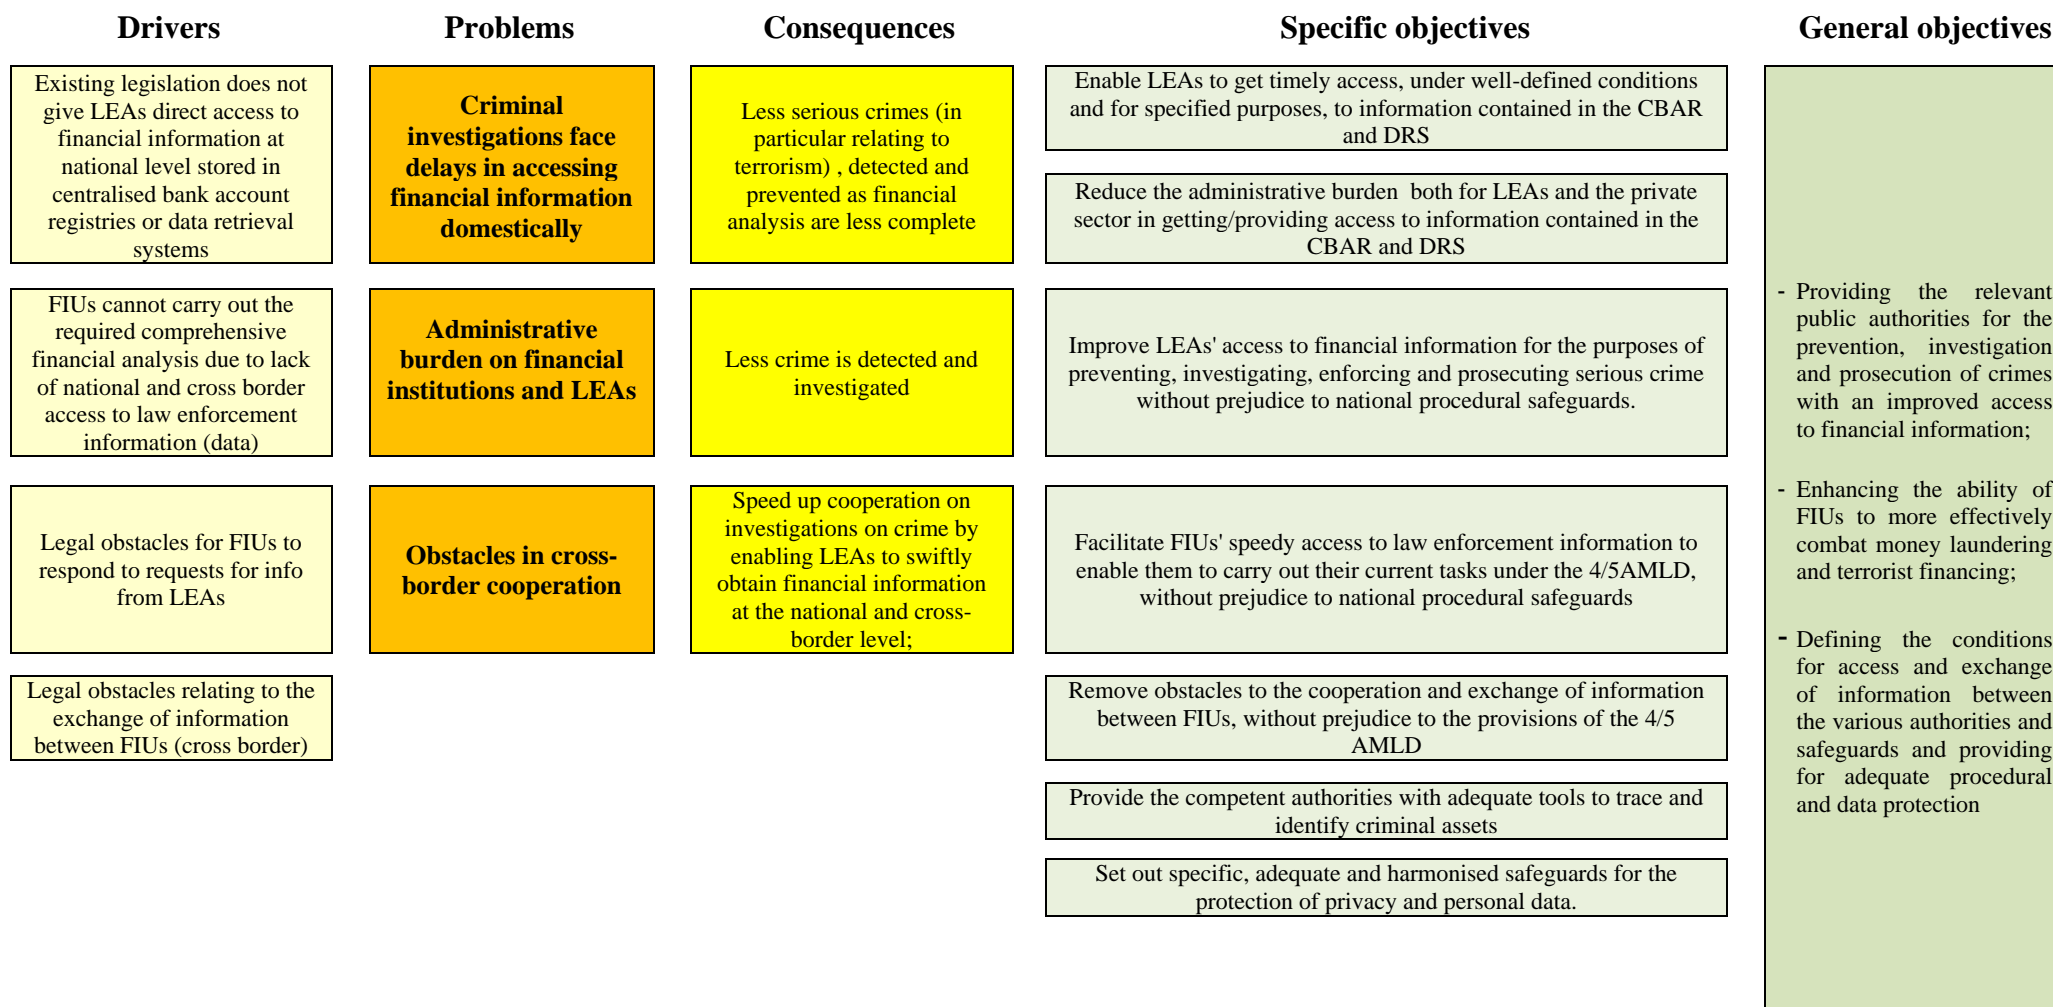 Drivers
Problems
Consequences
Specific objectives
General objectives
Existing legislation does not
give LEAs direct access to
financial information at
national level stored in
centralised bank account
registries or data retrieval
systems
FIUs cannot carry out the
required comprehensive
financial analysis due to lack
of national and cross border
access to law enforcement
information (data)
Legal obstacles for FIUs to
respond to requests for info
from LEAs
Legal obstacles relating to the
exchange of information
between FIUs (cross border)
Criminal
investigations face
delays in accessing
financial information
domestically
Administrative
burden on financial
institutions and LEAs
Obstacles in cross-
border cooperation
Less serious crimes (in
particular relating to
terrorism) , detected and
prevented as financial
analysis are less complete
Less crime is detected and
investigated
Speed up cooperation on
investigations on crime by
enabling LEAs to swiftly
obtain financial information
at the national and cross-
border level;
Enable LEAs to get timely access, under well-defined conditions
and for specified purposes, to information contained in the CBAR
and DRS
Reduce the administrative burden both for LEAs and the private
sector in getting/providing access to information contained in the
CBAR and DRS
Improve LEAs' access to financial information for the purposes of
preventing, investigating, enforcing and prosecuting serious crime
without prejudice to national procedural safeguards.
Facilitate FIUs' speedy access to law enforcement information to
enable them to carry out their current tasks under the 4/5AMLD,
without prejudice to national procedural safeguards
Remove obstacles to the cooperation and exchange of information
between FIUs, without prejudice to the provisions of the 4/5
AMLD
Provide the competent authorities with adequate tools to trace and
identify criminal assets
Set out specific, adequate and harmonised safeguards for the
protection of privacy and personal data.
- Providing the relevant
public authorities for the
prevention, investigation
and prosecution of crimes
with an improved access
to financial information;
- Enhancing the ability of
FIUs to more effectively
combat money laundering
and terrorist financing;
- Defining the conditions
for access and exchange
of information between
the various authorities and
safeguards and providing
for adequate procedural
and data protection